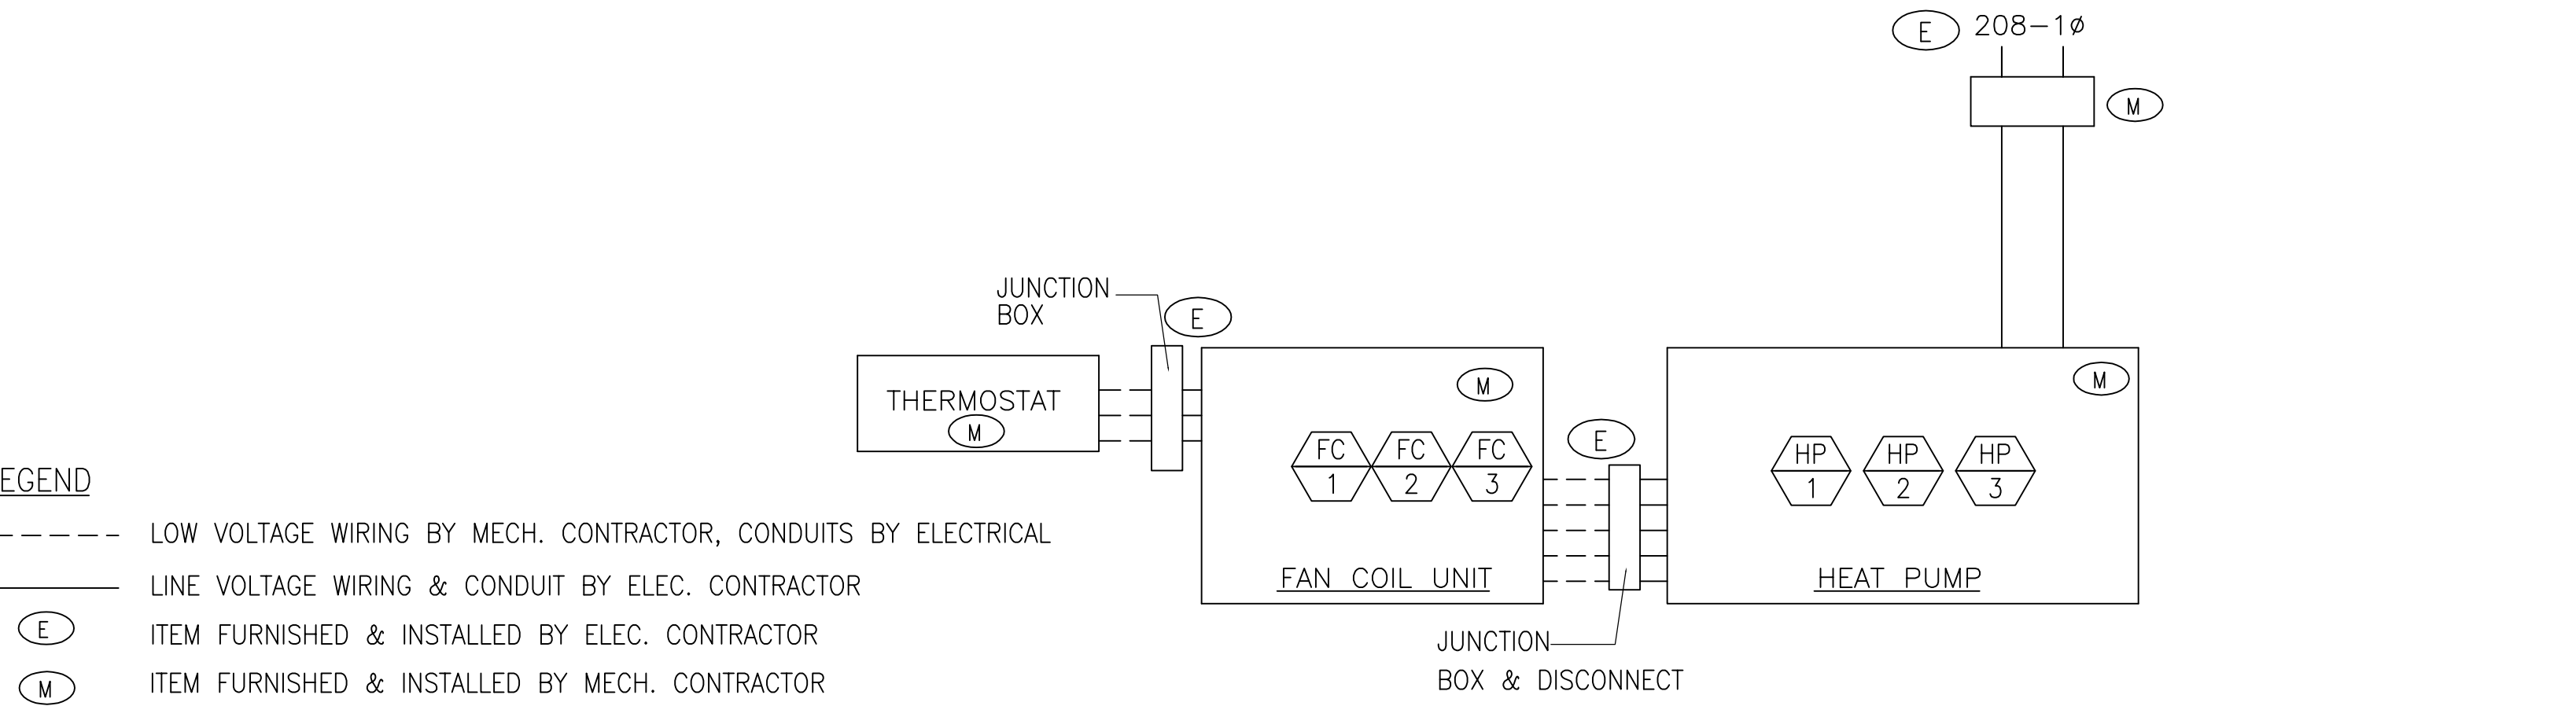 E 208-1ø
M
JUNCTION
BOX
E
THERMOSTAT
M
M
FC FC FC
1 2 3
FAN COIL UNIT
E
JUNCTION
BOX & DISCONNECT
M
HP HP HP
1 2 3
HEAT PUMP
EGEND
LOW VOLTAGE WIRING BY MECH. CONTRACTOR, CONDUITS BY ELECTRICAL
LINE VOLTAGE WIRING & CONDUIT BY ELEC. CONTRACTOR
E ITEM FURNISHED & INSTALLED BY ELEC. CONTRACTOR
M ITEM FURNISHED & INSTALLED BY MECH. CONTRACTOR